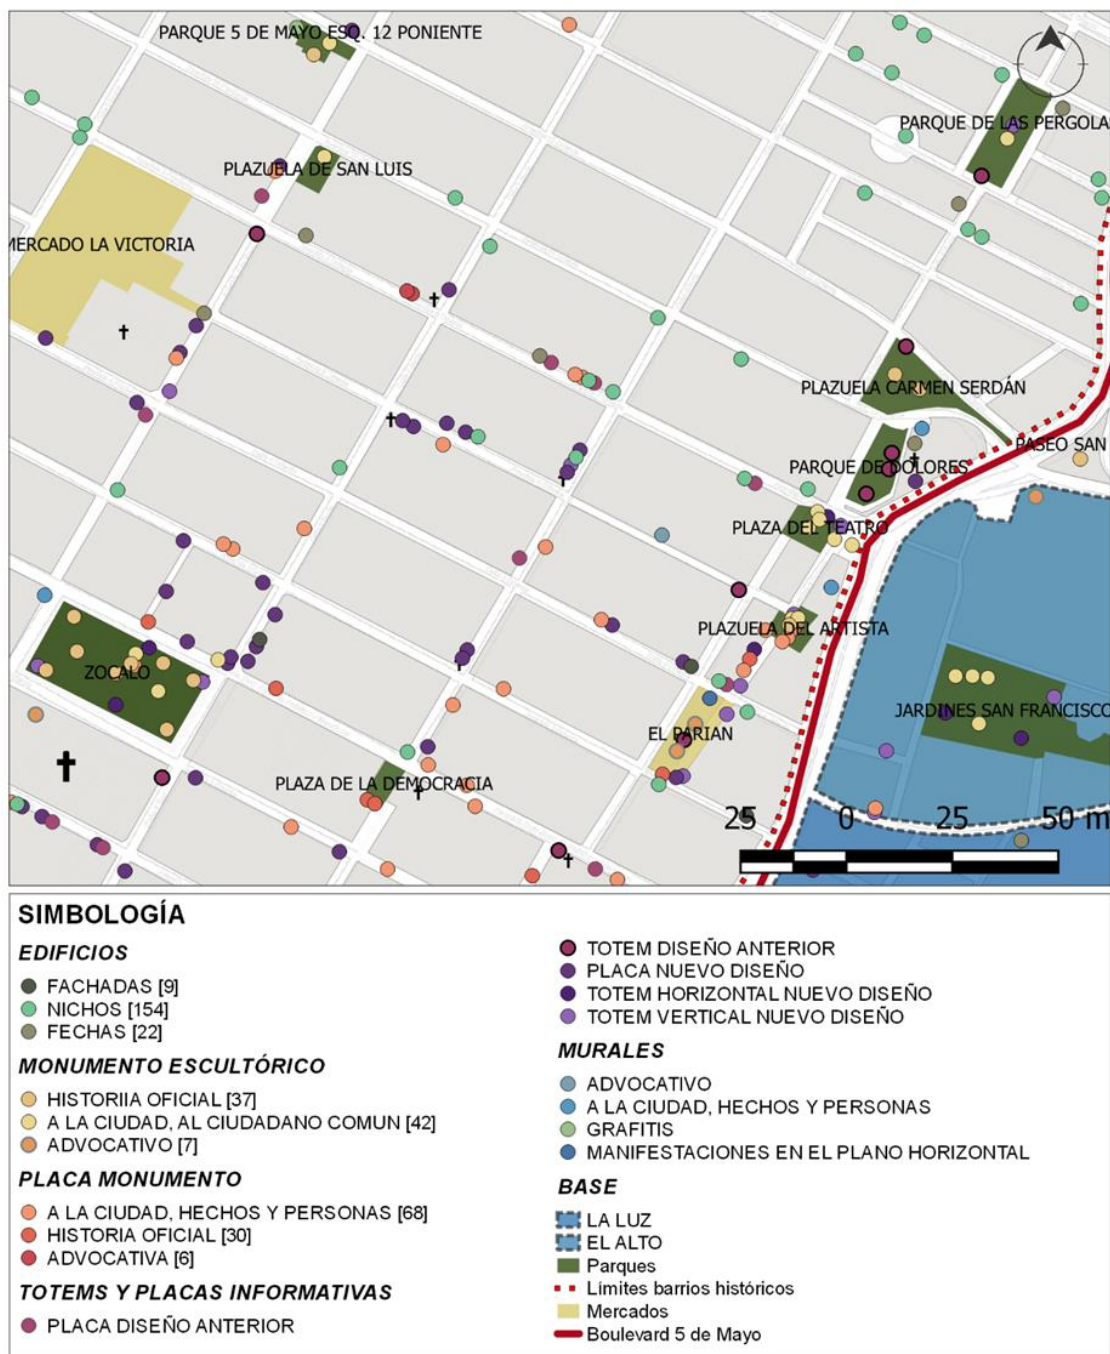 PARQUE 5 DE MAYO ESQ. 12 PONIENTE
PARQUE DE LAS PERGOLAS
PLAZUELA DE SAN LUIS
MERCADO LA VICTORIA
PLAZUELA CARMEN SERDÁN
PASEO SAN
PARQUE DE DOLORES
PLAZA DEL TEATRO
PLAZUELA DEL ARTISTA
ZOCALO
JARDINES SAN FRANCISCO
EL PARIAN
PLAZA DE LA DEMOCRACIA
25 0 25 50 m
SIMBOLOGÍA
EDIFICIOS
FACHADAS [9]
NICHOS [154]
FECHAS [22]
MONUMENTO ESCULTÓRICO
HISTORIIA OFICIAL [37]
A LA CIUDAD, AL CIUDADANO COMUN [42]
ADVOCATIVO [7]
PLACA MONUMENTO
A LA CIUDAD, HECHOS Y PERSONAS [68]
HISTORIA OFICIAL [30]
ADVOCATIVA [6]
TOTEMS Y PLACAS INFORMATIVAS
PLACA DISEÑO ANTERIOR
TOTEM DISEÑO ANTERIOR
PLACA NUEVO DISEÑO
TOTEM HORIZONTAL NUEVO DISEÑO
TOTEM VERTICAL NUEVO DISEÑO
MURALES
ADVOCATIVO
A LA CIUDAD, HECHOS Y PERSONAS
GRAFITIS
MANIFESTACIONES EN EL PLANO HORIZONTAL
BASE
LA LUZ
EL ALTO
Parques
Límites barrios históricos
Mercados
Boulevard 5 de Mayo